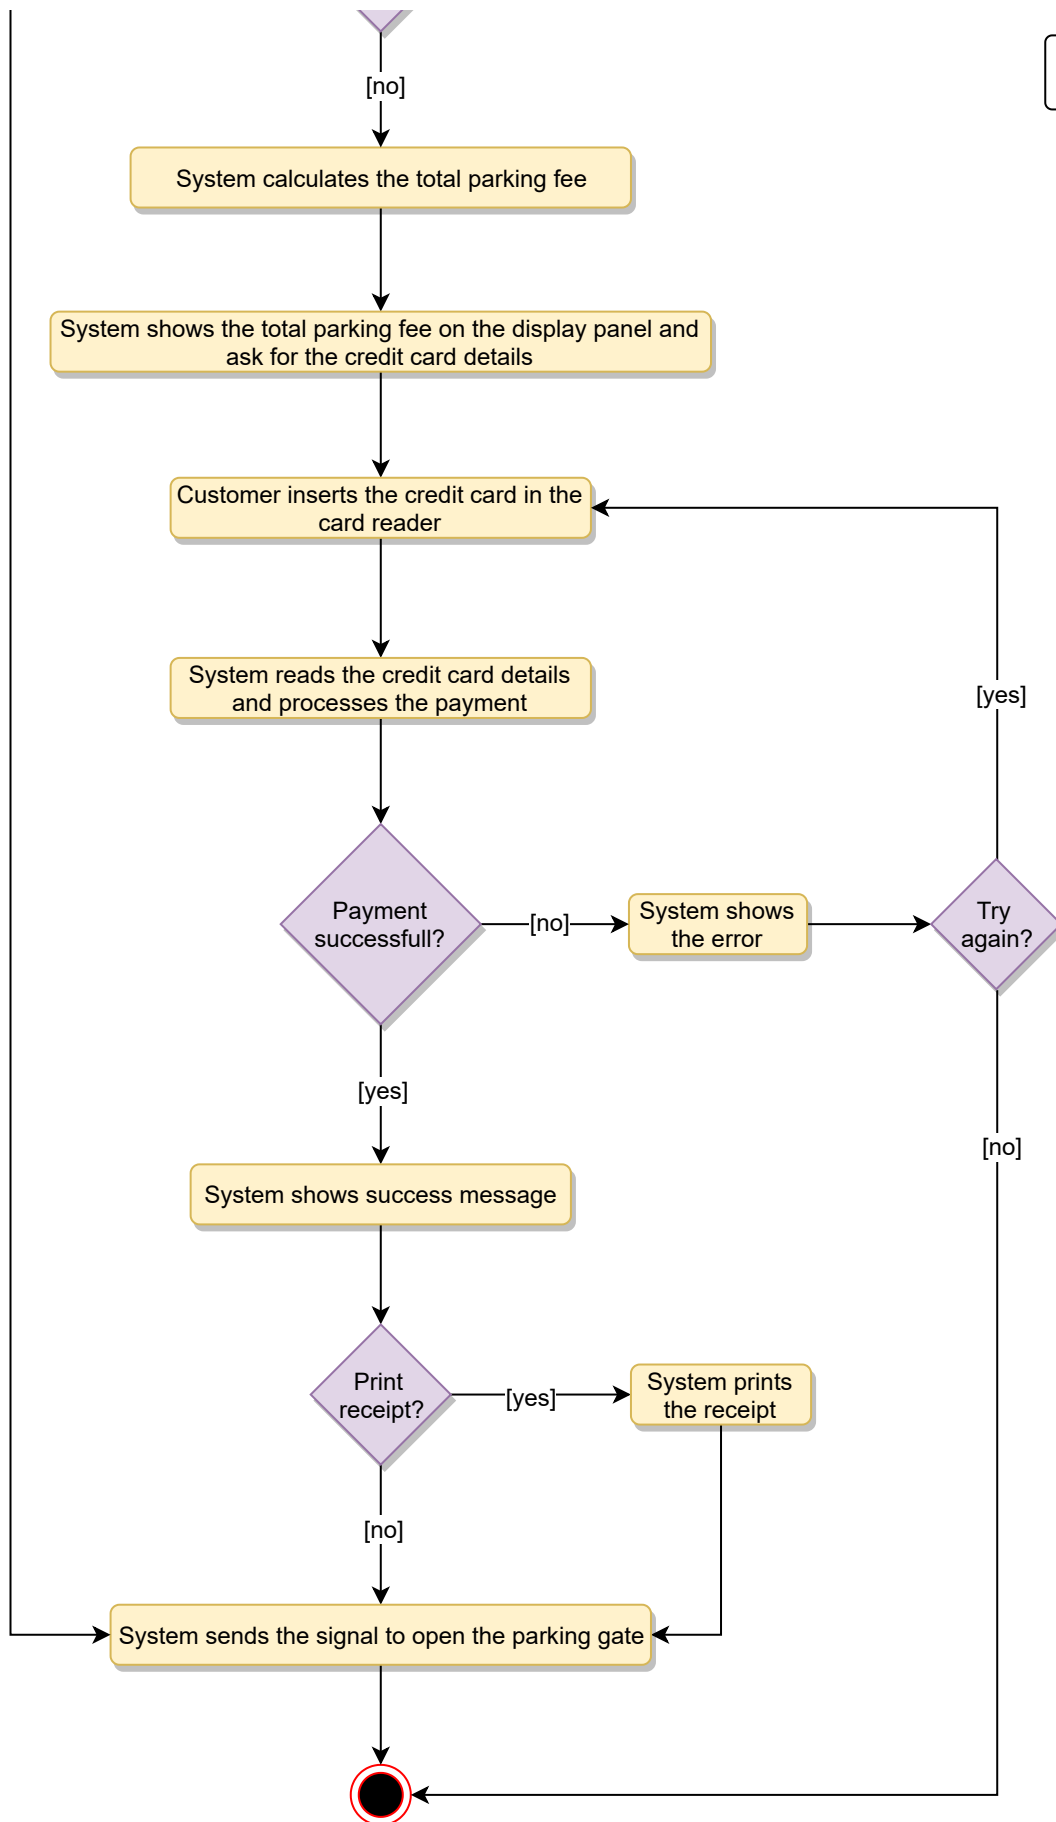 [no]
System calculates the total parking fee
System shows the total parking fee on the display panel and
ask for the credit card details
Customer inserts the credit card in the
card reader
System reads the credit card details
and processes the payment
[yes]
Payment
successfull?
[no]
System shows
the error
Try
again?
[yes]
[no]
System shows success message
Print
receipt?
[yes]
System prints
the receipt
[no]
System sends the signal to open the parking gate